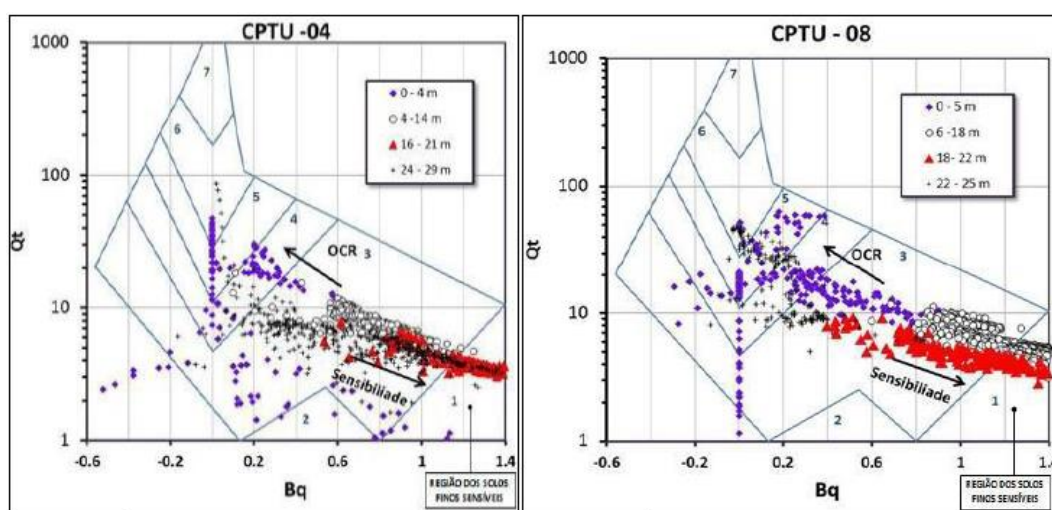 CPTU -04
1000
100
10
1
Qt
-0.6
-0.2
0.2
0.6
1
1.4
Bq
7
6
5
4
3
2
1
0 - 4 m
4 -14 m
16 - 21 m
24 - 29 m
OCR
Sensibiliade
REGIÃO DOS SOLOS
FINOS SENSÍVEIS
CPTU - 08
1000
100
10
1
Qt
-0.6
-0.2
0.2
0.6
1
1.4
Bq
7
6
5
4
3
2
1
0 - 5 m
6 -18 m
18- 22 m
22 - 25 m
OCR
Sensibiliade
REGIÃO DOS SOLOS
FINOS SENSÍVEIS